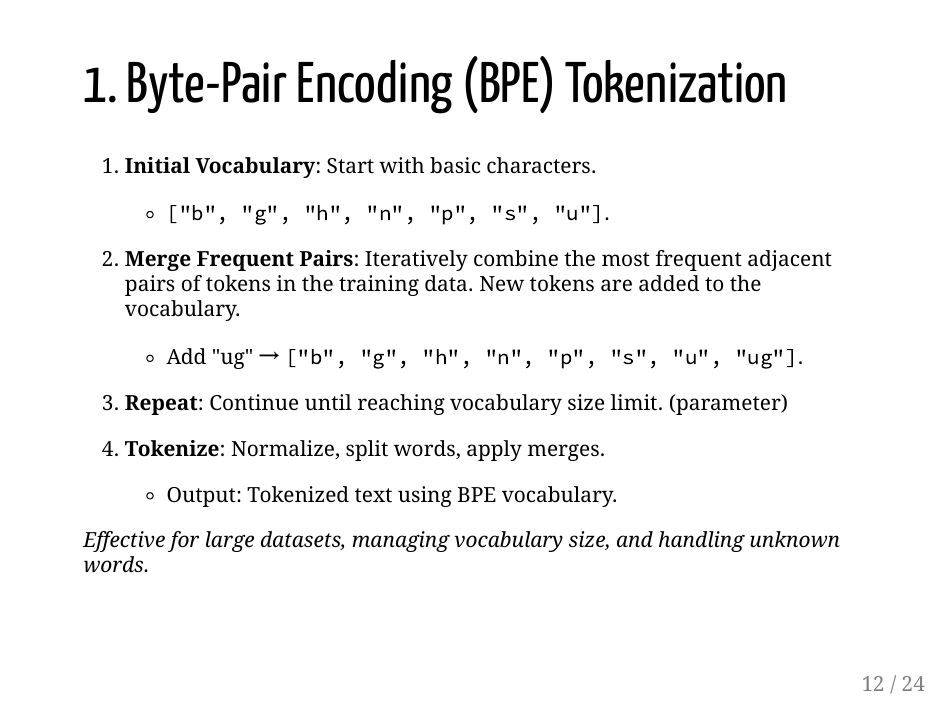 1. Byte-Pair Encoding (BPE) Tokenization
1. Initial Vocabulary: Start with basic characters.
◦ ["b", "g", "h", "n", "p", "s", "u"].
2. Merge Frequent Pairs: Iteratively combine the most frequent adjacent
pairs of tokens in the training data. New tokens are added to the
vocabulary.
◦ Add "ug" → ["b", "g", "h", "n", "p", "s", "u", "ug"].
3. Repeat: Continue until reaching vocabulary size limit. (parameter)
4. Tokenize: Normalize, split words, apply merges.
◦ Output: Tokenized text using BPE vocabulary.
Effective for large datasets, managing vocabulary size, and handling unknown
words.
12 / 24